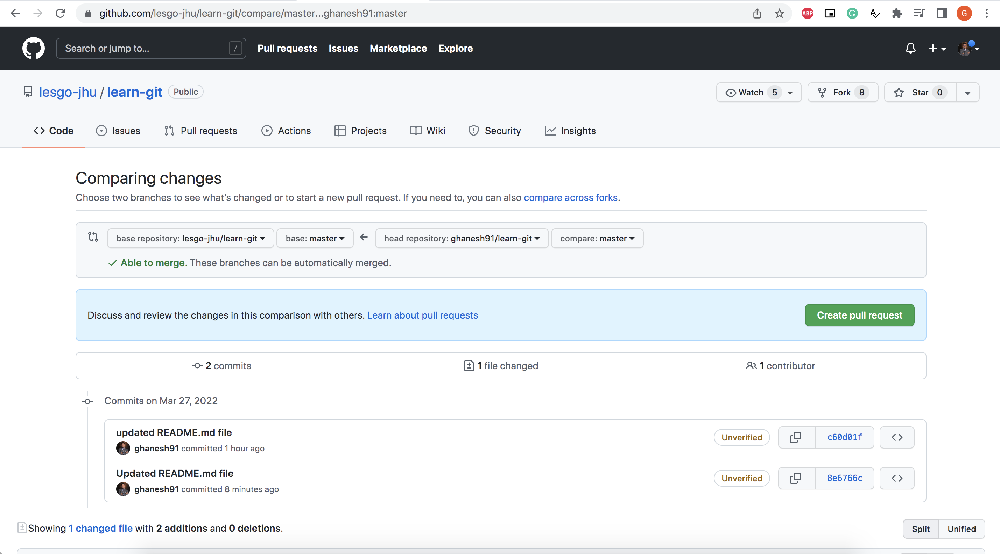 github.com/lesgo-jhu/learn-git/compare/master...ghanesh91:master
ABP
G
G
Search or jump to...
/
Pull requests
Issues
Marketplace
Explore
lesgo-jhu / learn-git
Public
Watch 5
Fork 8
Star 0
Code
Issues
Pull requests
Actions
Projects
Wiki
Security
Insights
Comparing changes
Choose two branches to see what’s changed or to start a new pull request. If you need to, you can also compare across forks.
base repository: lesgo-jhu/learn-git
base: master
head repository: ghanesh91/learn-git
compare: master
Able to merge. These branches can be automatically merged.
Discuss and review the changes in this comparison with others. Learn about pull requests
Create pull request
2 commits
1 file changed
1 contributor
Commits on Mar 27, 2022
updated README.md file
Unverified
c60d01f
ghanesh91 committed 1 hour ago
Updated README.md file
Unverified
8e6766c
ghanesh91 committed 8 minutes ago
Showing 1 changed file with 2 additions and 0 deletions.
Split
Unified